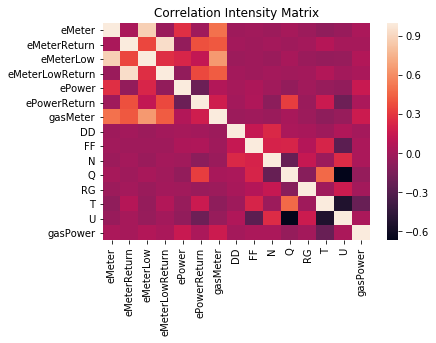 Correlation Intensity Matrix
eMeter
eMeterReturn
eMeterLow
eMeterLowReturn
ePower
ePowerReturn
gasMeter
DD
FF
N
Q
RG
T
U
gasPower
eMeter
eMeterReturn
eMeterLow
eMeterLowReturn
ePower
ePowerReturn
gasMeter
DD
FF
N
Q
RG
T
U
gasPower
0.9
0.6
0.3
0.0
-0.3
-0.6